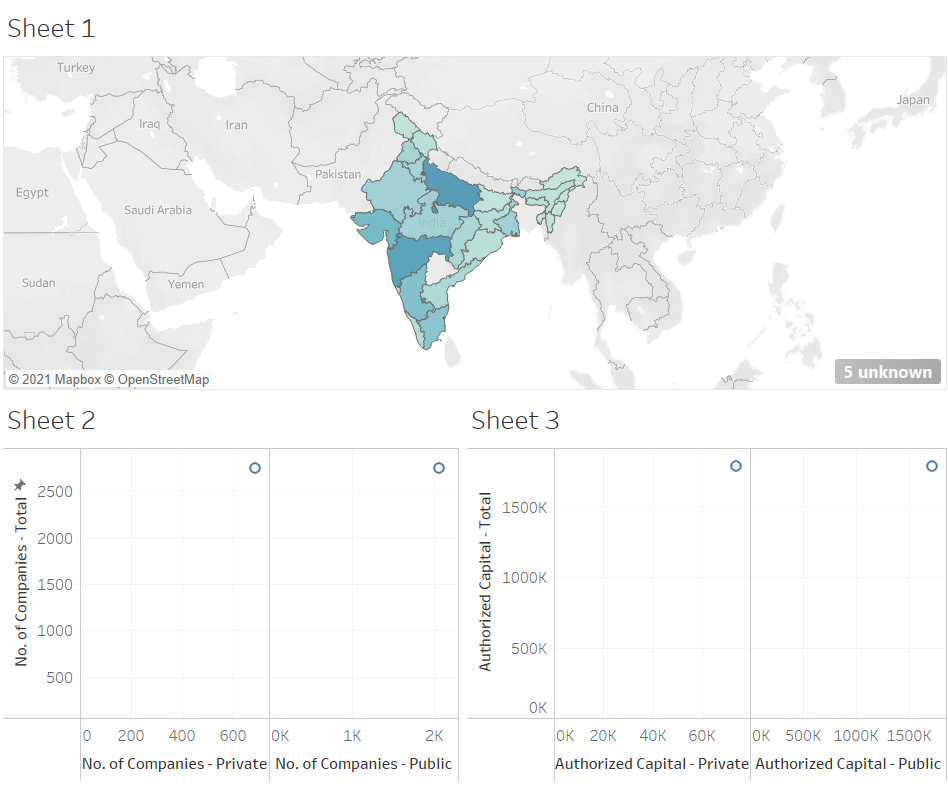 Sheet 1
Turkey
China
Japan
Iraq
Iran
Pakistan
Egypt
Saudi Arabia
India
Sudan
Yemen
© 2021 Mapbox © OpenStreetMap
5 unknown
Sheet 2
No. of Companies - Total
2500
2000
1500
1000
500
0
200
400
600
0K
1K
2K
No. of Companies - Private
No. of Companies - Public
Sheet 3
Authorized Capital - Total
1500K
1000K
500K
0K
0K
20K
40K
60K
0K
500K
1000K
1500K
Authorized Capital - Private
Authorized Capital - Public